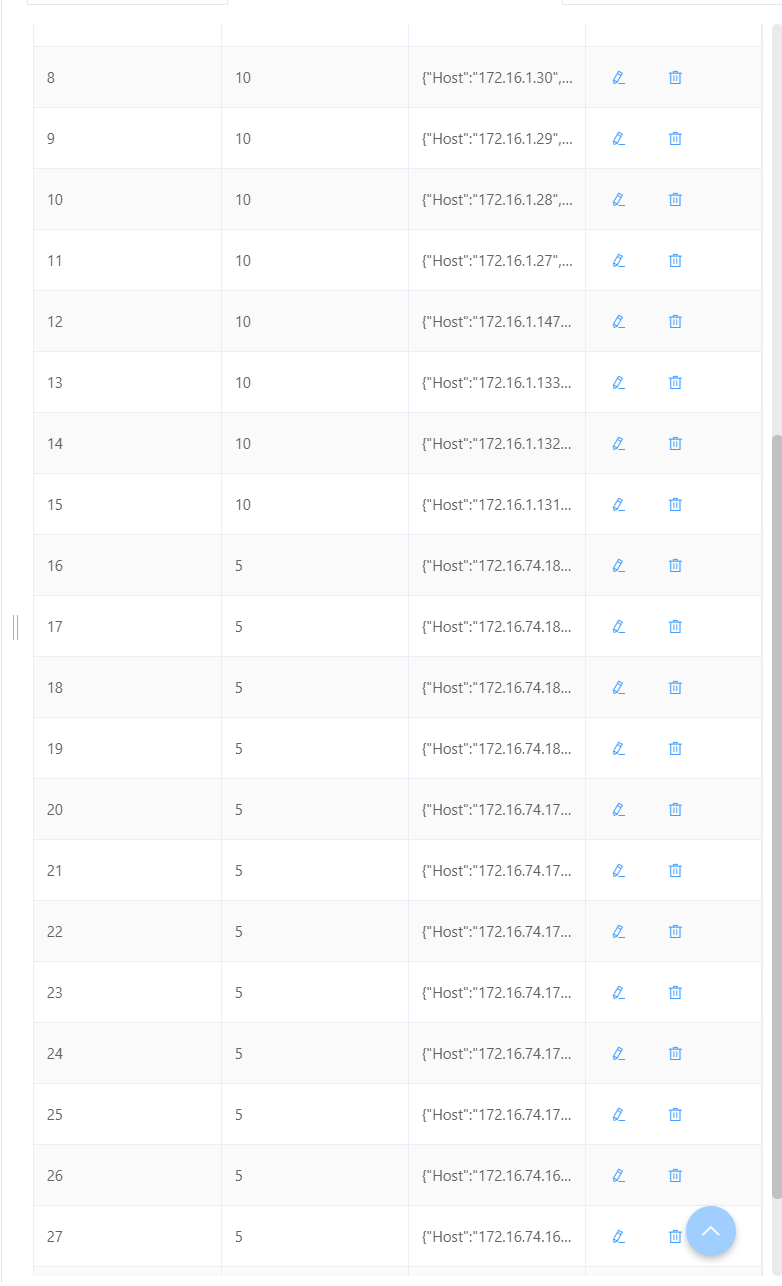 8 10 {"Host":"172.16.1.30",...
9 10 {"Host":"172.16.1.29",...
10 10 {"Host":"172.16.1.28",...
11 10 {"Host":"172.16.1.27",...
12 10 {"Host":"172.16.1.147...
13 10 {"Host":"172.16.1.133...
14 10 {"Host":"172.16.1.132...
15 10 {"Host":"172.16.1.131...
16 5 {"Host":"172.16.74.18...
17 5 {"Host":"172.16.74.18...
18 5 {"Host":"172.16.74.18...
19 5 {"Host":"172.16.74.18...
20 5 {"Host":"172.16.74.17...
21 5 {"Host":"172.16.74.17...
22 5 {"Host":"172.16.74.17...
23 5 {"Host":"172.16.74.17...
24 5 {"Host":"172.16.74.17...
25 5 {"Host":"172.16.74.17...
26 5 {"Host":"172.16.74.16...
27 5 {"Host":"172.16.74.16...